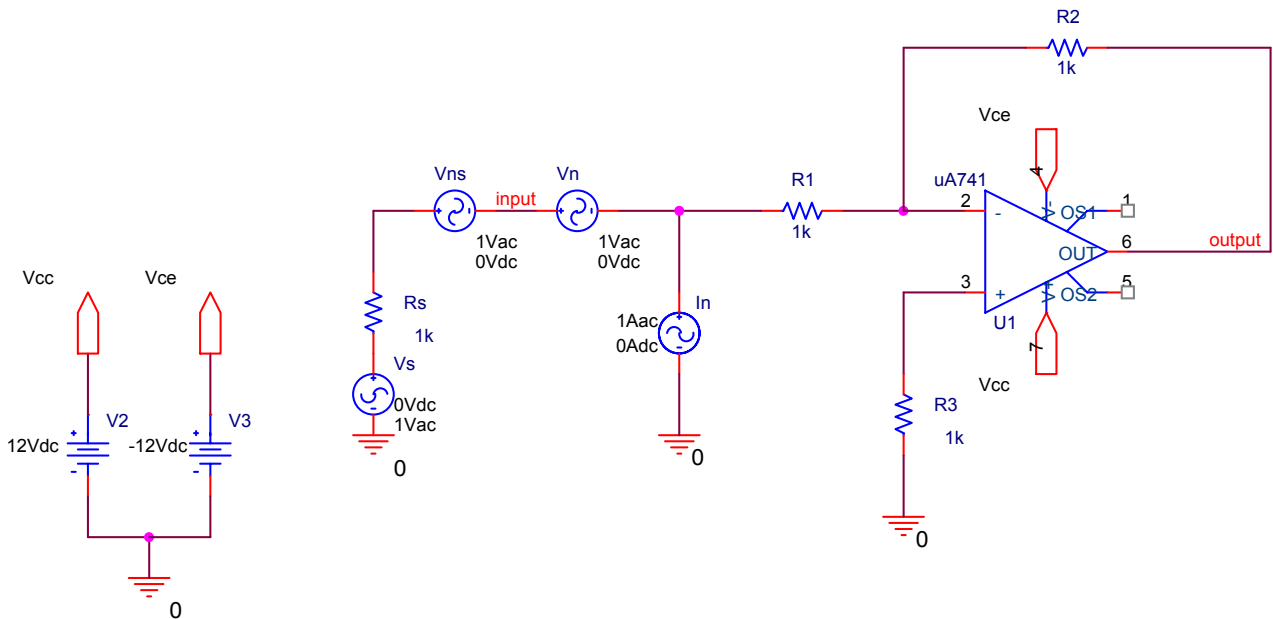 R2
1k
Vce
4
Vns
input
Vn
R1
uA741
1Vac
0Vdc
1Vac
0Vdc
1k
2
-
V-
OS1
1
OUT
6
output
3
+
V+
OS2
5
U1
7
Vcc
Vcc
Vce
Rs
1k
In
1Aac
0Adc
Vs
0Vdc
1Vac
R3
1k
V2
12Vdc
V3
-12Vdc
0
0
0
0